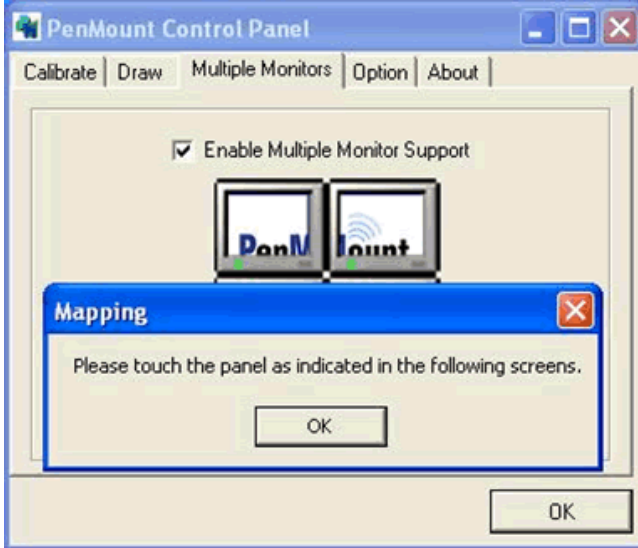 PenMount Control Panel
Calibrate Draw Multiple Monitors Option About
Enable Multiple Monitor Support
PenMount
Mapping
Please touch the panel as indicated in the following screens.
OK
OK